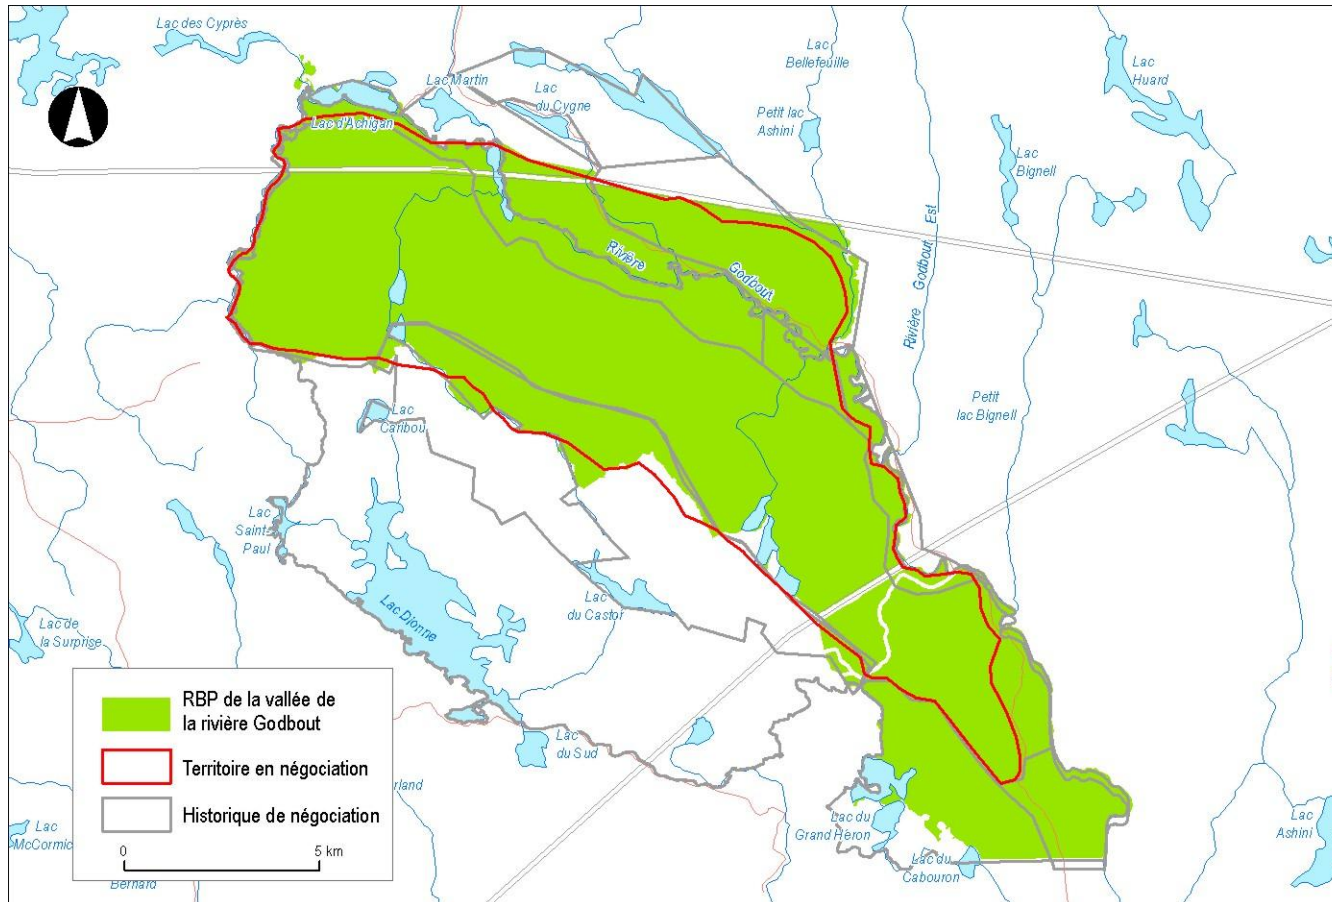 Lac des Cyprès
Lac
Bellefeuille
Lac
Huard
Lac Martin
Lac
du Cygne
Petit lac
Ashini
Lac d'Achigan
Lac
Bignell
Rivière
Godbout
Rivière Godbout Est
Petit
lac Bignell
Lac
Caribou
Lac
Saint-
Paul
Lac Dionne
Lac
du Castor
Lac de
la Surprise
Lac
du Sud
RBP de la vallée de
la rivière Godbout
Territoire en négociation
Historique de négociation
0 5 km
rland
Lac
McCormic
Bernard
Lac du
Grand Héron
Lac du
Cabouron
Lac
Ashini